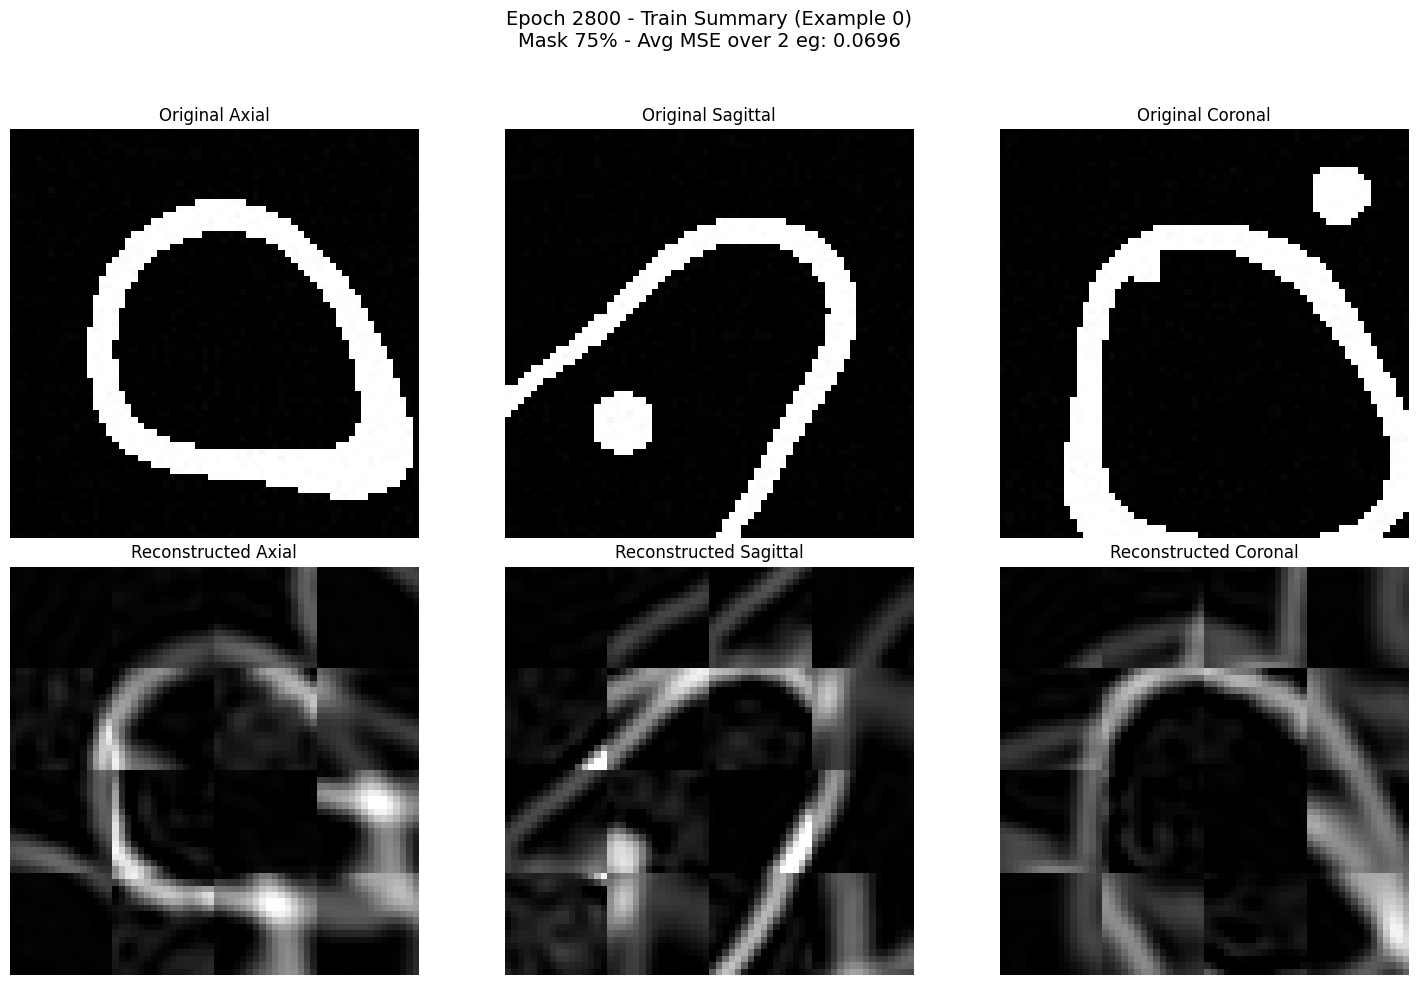 Epoch 2800 - Train Summary (Example 0)
Mask 75% - Avg MSE over 2 eg: 0.0696
Original Axial
Original Sagittal
Original Coronal
Reconstructed Axial
Reconstructed Sagittal
Reconstructed Coronal